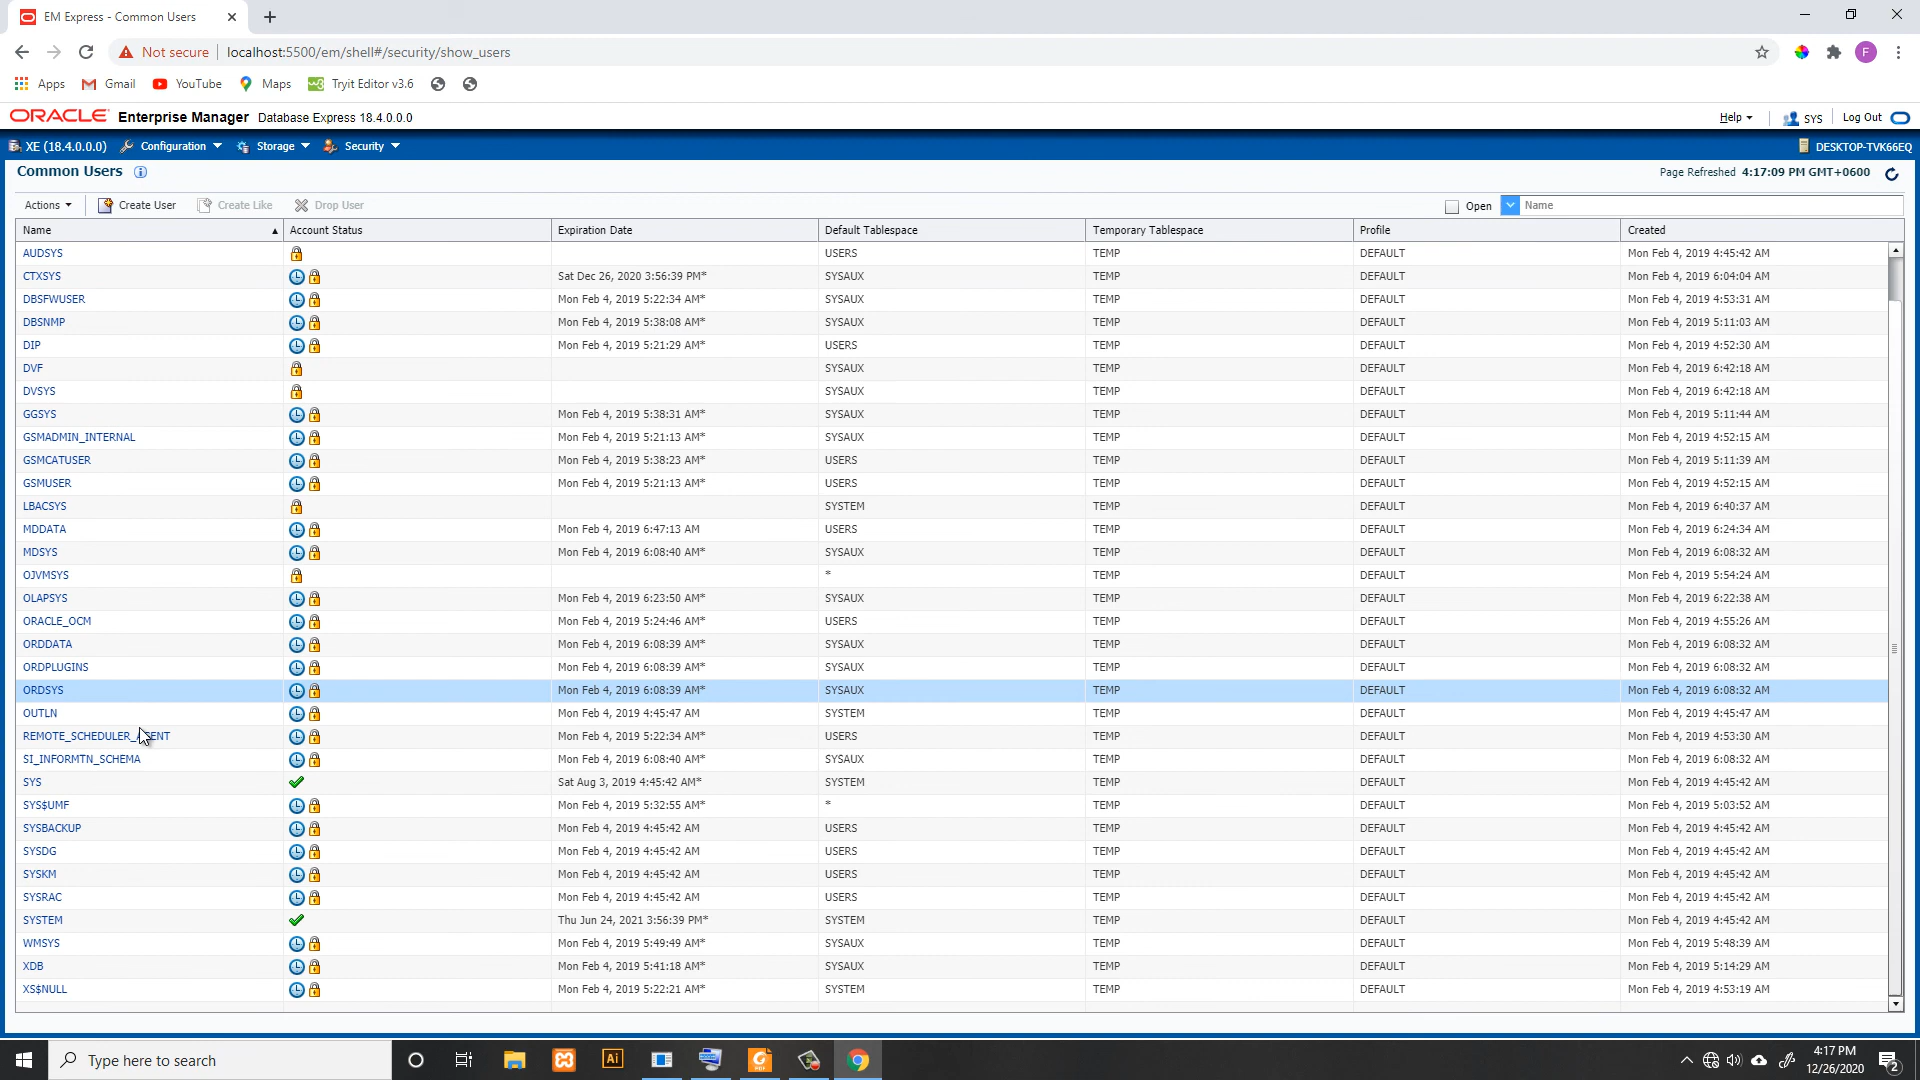 EM Express - Common Users
Not secure localhost:5500/em/shell#/security/show_users F
Apps Gmail YouTube Maps Tryit Editor v3.6
ORACLE Enterprise Manager Database Express 18.4.0.0.0 Help SYS Log Out
XE (18.4.0.0.0) Configuration Storage Security DESKTOP-TVK66EQ
Common Users Page Refreshed 4:17:09 PM GMT+0600
Actions Create User Create Like Drop User Open Name
Name Account Status Expiration Date Default Tablespace Temporary Tablespace Profile Created
AUDSYS USERS TEMP DEFAULT Mon Feb 4, 2019 4:45:42 AM
CTXSYS Sat Dec 26, 2020 3:56:39 PM* SYSAUX TEMP DEFAULT Mon Feb 4, 2019 6:04:04 AM
DBSFWUSER Mon Feb 4, 2019 5:22:34 AM* SYSAUX TEMP DEFAULT Mon Feb 4, 2019 4:53:31 AM
DBSNMP Mon Feb 4, 2019 5:38:08 AM* SYSAUX TEMP DEFAULT Mon Feb 4, 2019 5:11:03 AM
DIP Mon Feb 4, 2019 5:21:29 AM* USERS TEMP DEFAULT Mon Feb 4, 2019 4:52:30 AM
DVF SYSAUX TEMP DEFAULT Mon Feb 4, 2019 6:42:18 AM
DVSYS SYSAUX TEMP DEFAULT Mon Feb 4, 2019 6:42:18 AM
GGSYS Mon Feb 4, 2019 5:38:31 AM* SYSAUX TEMP DEFAULT Mon Feb 4, 2019 5:11:44 AM
GSMADMIN_INTERNAL Mon Feb 4, 2019 5:21:13 AM* SYSAUX TEMP DEFAULT Mon Feb 4, 2019 4:52:15 AM
GSMCATUSER Mon Feb 4, 2019 5:38:23 AM* USERS TEMP DEFAULT Mon Feb 4, 2019 5:11:39 AM
GSMUSER Mon Feb 4, 2019 5:21:13 AM* USERS TEMP DEFAULT Mon Feb 4, 2019 4:52:15 AM
LBACSYS SYSTEM TEMP DEFAULT Mon Feb 4, 2019 6:40:37 AM
MDDATA Mon Feb 4, 2019 6:47:13 AM USERS TEMP DEFAULT Mon Feb 4, 2019 6:24:34 AM
MDSYS Mon Feb 4, 2019 6:08:40 AM* SYSAUX TEMP DEFAULT Mon Feb 4, 2019 6:08:32 AM
OJVMSYS * TEMP DEFAULT Mon Feb 4, 2019 5:54:24 AM
OLAPSYS Mon Feb 4, 2019 6:23:50 AM* SYSAUX TEMP DEFAULT Mon Feb 4, 2019 6:22:38 AM
ORACLE_OCM Mon Feb 4, 2019 5:24:46 AM* USERS TEMP DEFAULT Mon Feb 4, 2019 4:55:26 AM
ORDDATA Mon Feb 4, 2019 6:08:39 AM* SYSAUX TEMP DEFAULT Mon Feb 4, 2019 6:08:32 AM
ORDPLUGINS Mon Feb 4, 2019 6:08:39 AM* SYSAUX TEMP DEFAULT Mon Feb 4, 2019 6:08:32 AM
ORDSYS Mon Feb 4, 2019 6:08:39 AM* SYSAUX TEMP DEFAULT Mon Feb 4, 2019 6:08:32 AM
OUTLN Mon Feb 4, 2019 4:45:47 AM SYSTEM TEMP DEFAULT Mon Feb 4, 2019 4:45:47 AM
REMOTE_SCHEDULER_AGENT Mon Feb 4, 2019 5:22:34 AM* USERS TEMP DEFAULT Mon Feb 4, 2019 4:53:30 AM
SI_INFORMTN_SCHEMA Mon Feb 4, 2019 6:08:40 AM* SYSAUX TEMP DEFAULT Mon Feb 4, 2019 6:08:32 AM
SYS Sat Aug 3, 2019 4:45:42 AM* SYSTEM TEMP DEFAULT Mon Feb 4, 2019 4:45:42 AM
SYS$UMF Mon Feb 4, 2019 5:32:55 AM* * TEMP DEFAULT Mon Feb 4, 2019 5:03:52 AM
SYSBACKUP Mon Feb 4, 2019 4:45:42 AM USERS TEMP DEFAULT Mon Feb 4, 2019 4:45:42 AM
SYSDG Mon Feb 4, 2019 4:45:42 AM USERS TEMP DEFAULT Mon Feb 4, 2019 4:45:42 AM
SYSKM Mon Feb 4, 2019 4:45:42 AM USERS TEMP DEFAULT Mon Feb 4, 2019 4:45:42 AM
SYSRAC Mon Feb 4, 2019 4:45:42 AM USERS TEMP DEFAULT Mon Feb 4, 2019 4:45:42 AM
SYSTEM Thu Jun 24, 2021 3:56:39 PM* SYSTEM TEMP DEFAULT Mon Feb 4, 2019 4:45:42 AM
WMSYS Mon Feb 4, 2019 5:49:49 AM* SYSAUX TEMP DEFAULT Mon Feb 4, 2019 5:48:39 AM
XDB Mon Feb 4, 2019 5:41:18 AM* SYSAUX TEMP DEFAULT Mon Feb 4, 2019 5:14:29 AM
XS$NULL Mon Feb 4, 2019 5:22:21 AM* SYSTEM TEMP DEFAULT Mon Feb 4, 2019 4:53:19 AM
Type here to search Ai 4:17 PM
12/26/2020 2